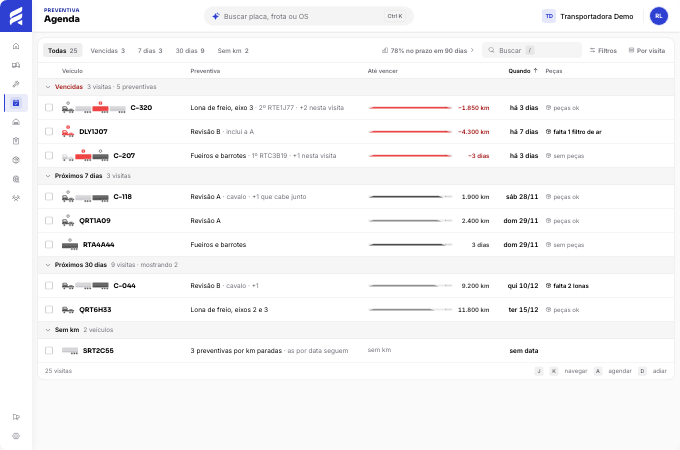 PREVENTIVA
Agenda
Buscar placa, frota ou OS
Ctrl K
TD
Transportadora Demo
RL
Todas 25
Vencidas 3
7 dias 3
30 dias 9
Sem km 2
78% no prazo em 90 dias
Buscar /
Filtros
Por visita
Veículo
Preventiva
Até vencer
Quando ↑
Peças
Vencidas 3 visitas · 5 preventivas
C-320
Lona de freio, eixo 3 · 2º RTE1J77 · +2 nesta visita
−1.850 km
há 3 dias
peças ok
DLY1J07
Revisão B · inclui a A
−4.300 km
há 7 dias
falta 1 filtro de ar
C-207
Fueiros e barrotes · 1º RTC3B19 · +1 nesta visita
−3 dias
há 3 dias
sem peças
Próximos 7 dias 3 visitas
C-118
Revisão A · cavalo · +1 que cabe junto
1.900 km
sáb 28/11
peças ok
QRT1A09
Revisão A
2.400 km
dom 29/11
peças ok
RTA4A44
Fueiros e barrotes
3 dias
dom 29/11
sem peças
Próximos 30 dias 9 visitas · mostrando 2
C-044
Revisão B · cavalo · +1
9.200 km
qui 10/12
falta 2 lonas
QRT6H33
Lona de freio, eixos 2 e 3
11.800 km
ter 15/12
peças ok
Sem km 2 veículos
SRT2C55
3 preventivas por km paradas · as por data seguem
sem km
sem data
25 visitas
J K navegar A agendar D adiar